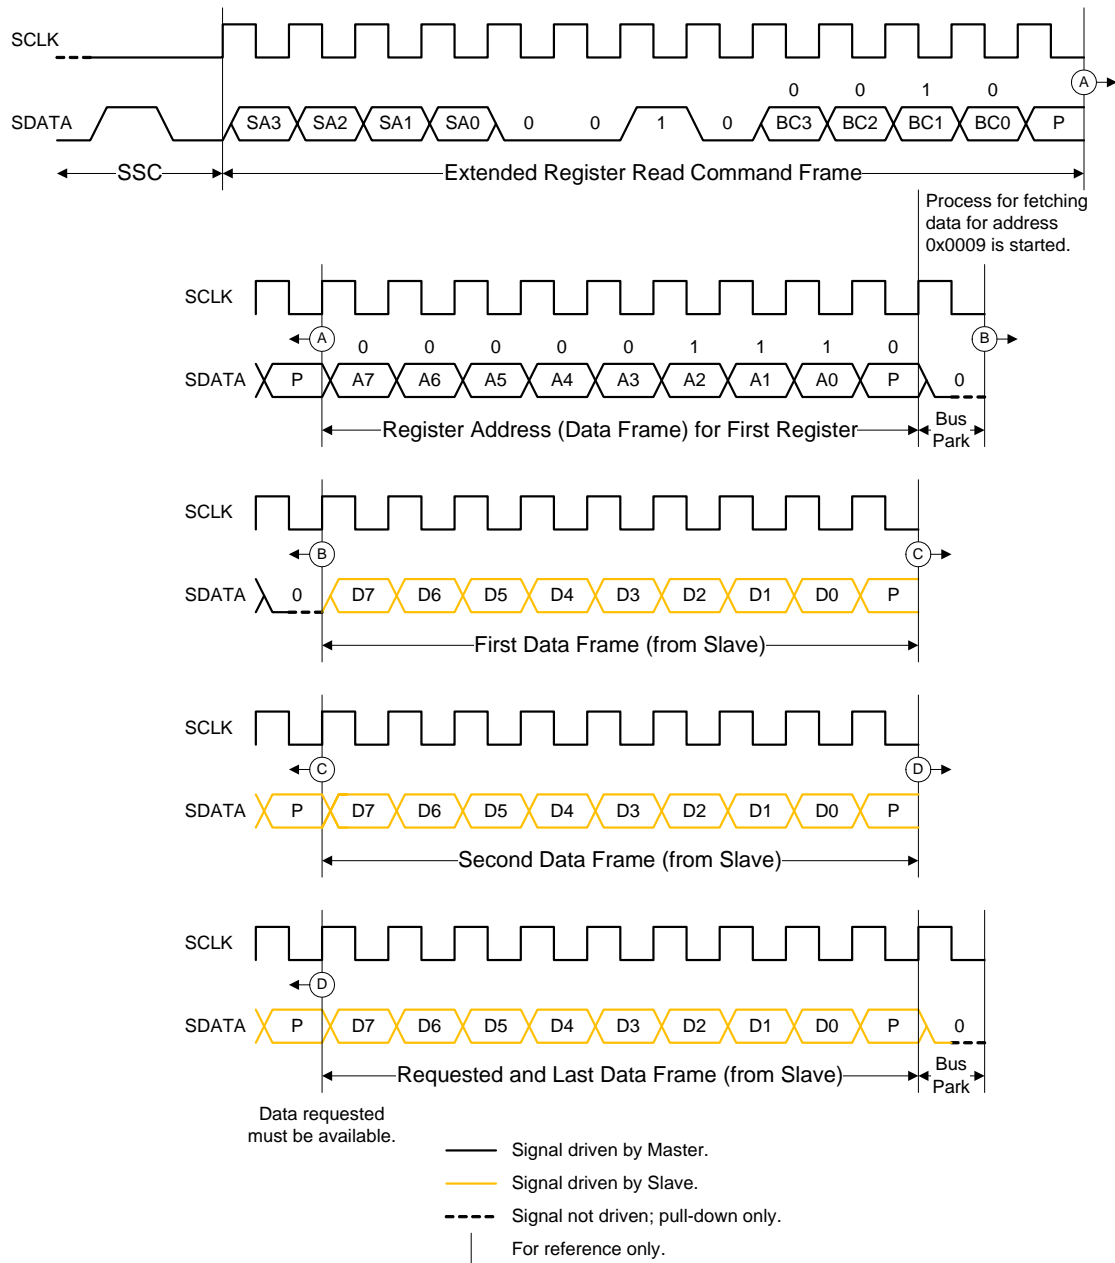 SCLK
0 0 1 0 A
SDATA SA3 SA2 SA1 SA0 0 0 1 0 BC3 BC2 BC1 BC0 P
SSC Extended Register Read Command Frame
Process for fetching
data for address
0x0009 is started.
SCLK
A 0 0 0 0 0 1 1 1 0 B
SDATA P A7 A6 A5 A4 A3 A2 A1 A0 P 0
Register Address (Data Frame) for First Register
Bus
Park
SCLK
B C
SDATA 0 D7 D6 D5 D4 D3 D2 D1 D0 P
First Data Frame (from Slave)
SCLK
C D
SDATA P D7 D6 D5 D4 D3 D2 D1 D0 P
Second Data Frame (from Slave)
SCLK
D
SDATA P D7 D6 D5 D4 D3 D2 D1 D0 P 0
Requested and Last Data Frame (from Slave)
Bus
Park
Data requested
must be available.
Signal driven by Master.
Signal driven by Slave.
Signal not driven; pull-down only.
For reference only.